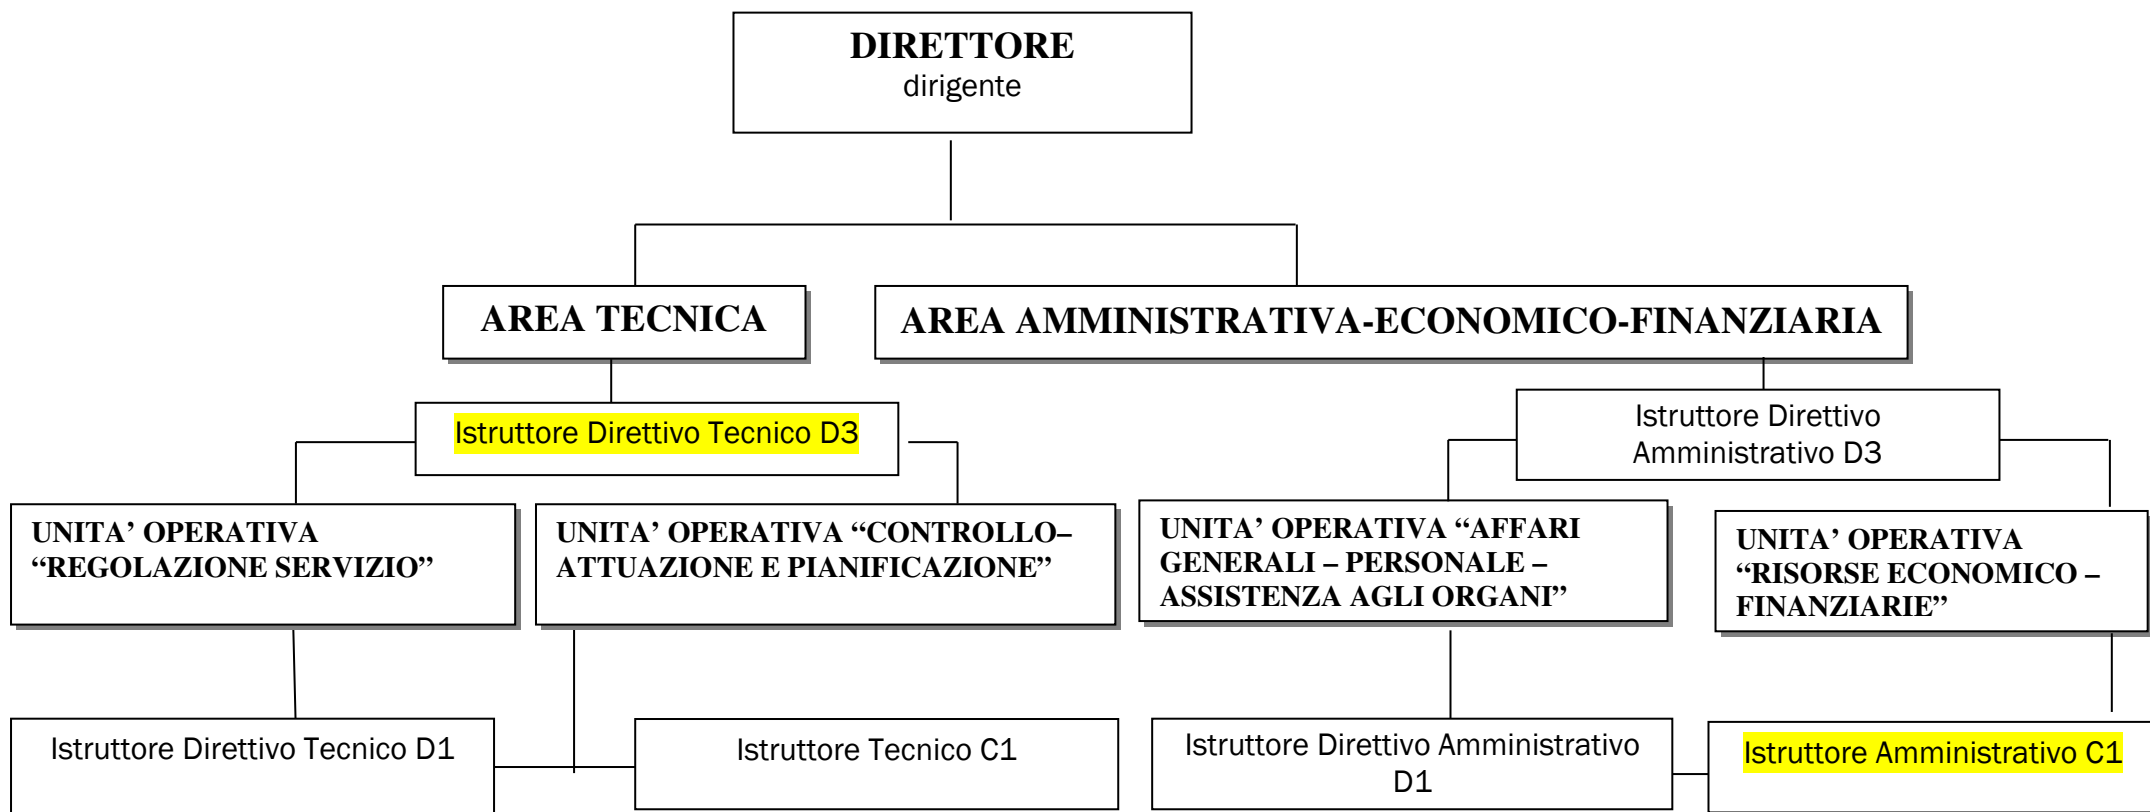 DIRETTORE
dirigente
AREA TECNICA
AREA AMMINISTRATIVA-ECONOMICO-FINANZIARIA
Istruttore Direttivo Tecnico D3
Istruttore Direttivo
Amministrativo D3
UNITA’ OPERATIVA
“REGOLAZIONE SERVIZIO”
UNITA’ OPERATIVA “CONTROLLO–
ATTUAZIONE E PIANIFICAZIONE”
UNITA’ OPERATIVA “AFFARI
GENERALI – PERSONALE –
ASSISTENZA AGLI ORGANI”
UNITA’ OPERATIVA
“RISORSE ECONOMICO –
FINANZIARIE”
Istruttore Direttivo Tecnico D1
Istruttore Tecnico C1
Istruttore Direttivo Amministrativo
D1
Istruttore Amministrativo C1